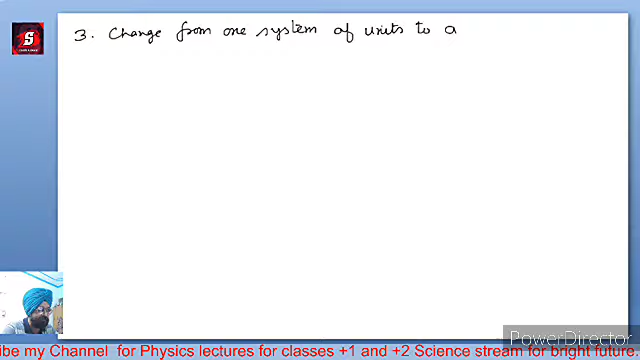 3. Change from one system of units to a
S
PowerDirector
ibe my Channel for Physics lectures for classes +1 and +2 Science stream for bright future